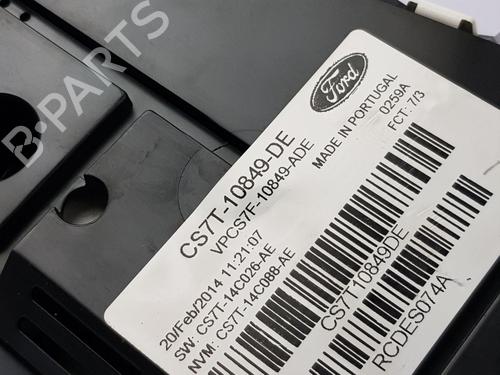 B-PARTS
Ford
MADE IN PORTUGAL
0259A
FCT: 7/3
CS7T-10849-DE
VPCS7F-10849-ADE
20/Feb/2014 11:21:07
SW: CS7T-14C026-AE
NVM: CS7T-14C088-AE
CS7T10849DE
RCDES074A